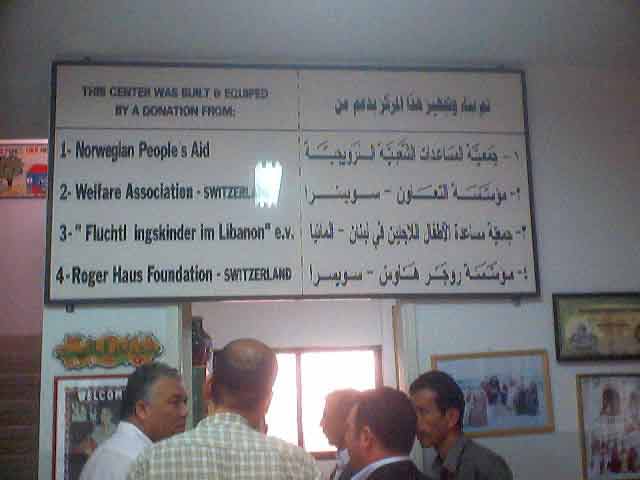 THIS CENTER WAS BUILT & EQUIPED
BY A DONATION FROM:
تم بناء وتجهيز هذا المركز بدعم من
1- Norwegian People s Aid
١- جمعية المساعدات الشعبية النرويجية
2- Welfare Association - SWITZERLAND
٢- مؤسسة التعاون - سويسرا
3- " Fluchtl ingskinder im Libanon" e.v.
٣- جمعية مساعدة الأطفال اللاجئين في لبنان - ألمانيا
4- Roger Haus Foundation - SWITZERLAND
٤- مؤسسة روجر هاوس - سويسرا
WELCOM